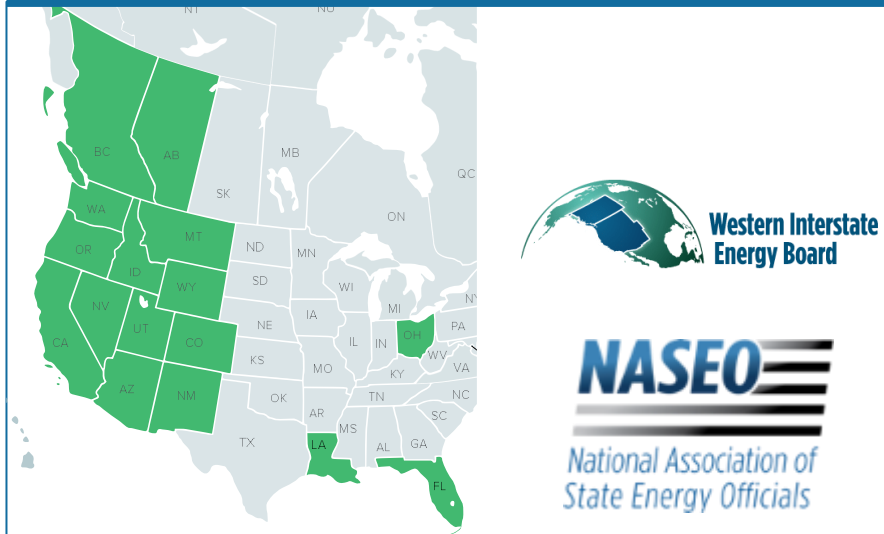 NT
NU
BC
AB
SK
MB
ON
QC
WA
OR
ID
MT
ND
MN
SD
WI
WY
MI
NY
CA
NV
UT
CO
NE
IA
IL
IN
OH
PA
KS
MO
KY
WV
VA
AZ
NM
OK
AR
TN
NC
SC
TX
LA
MS
AL
GA
FL
Western Interstate
Energy Board
NASEO
National Association of
State Energy Officials